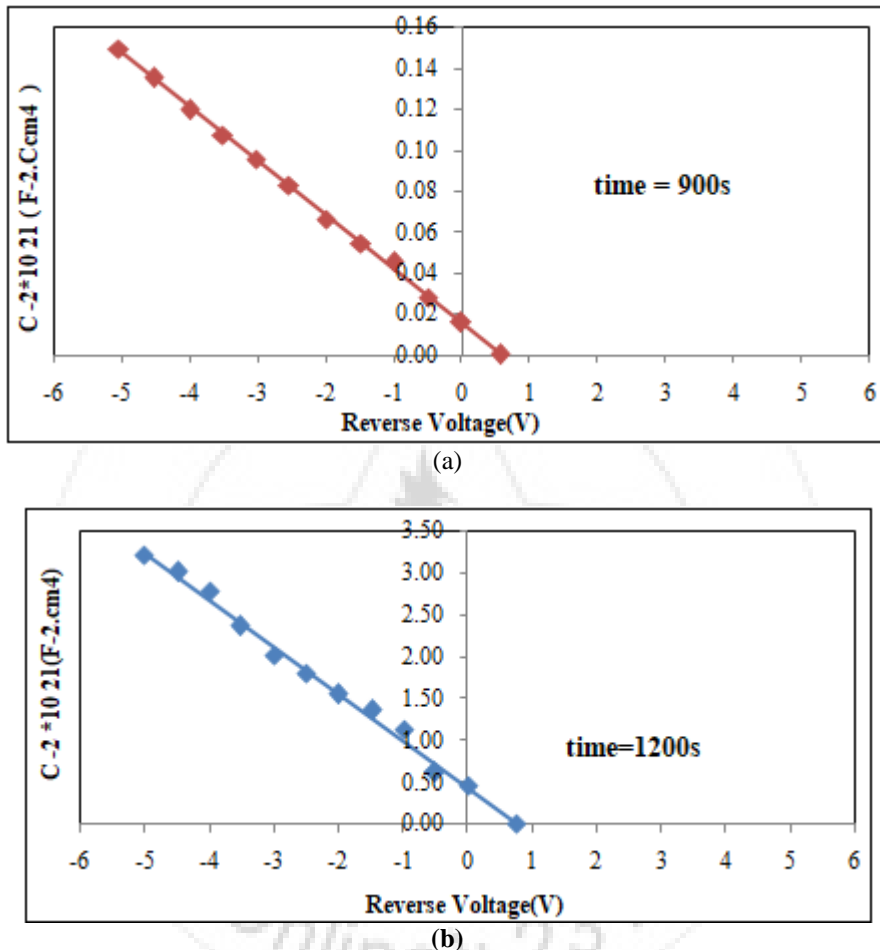 0.16
0.14
0.12
0.10
0.08
0.06
0.04
0.02
0.00
C -2*10 21 ( F-2.Ccm4 )
time = 900s
-6 -5 -4 -3 -2 -1 0 1 2 3 4 5 6
Reverse Voltage(V)
(a)
3.50
3.00
2.50
2.00
1.50
1.00
0.50
0.00
C -2 *10 21(F-2.cm4)
time=1200s
-6 -5 -4 -3 -2 -1 0 1 2 3 4 5 6
Reverse Voltage(V)
(b)